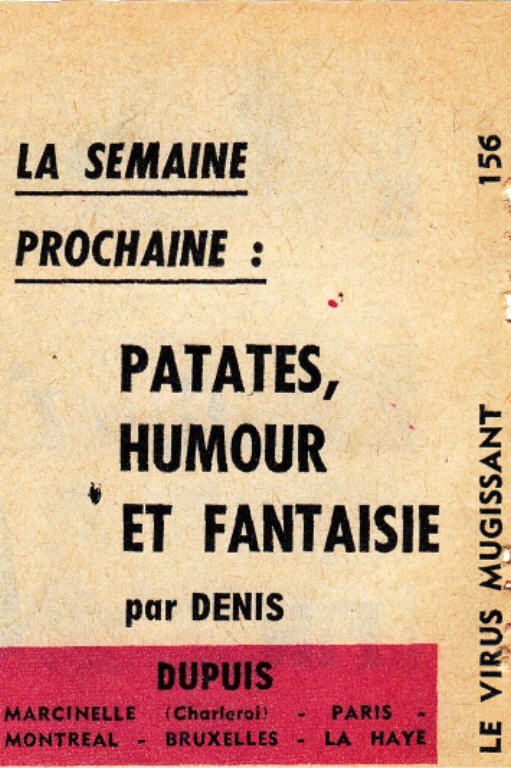 LA SEMAINE
PROCHAINE :
PATATES,
HUMOUR
ET FANTAISIE
par DENIS
DUPUIS
MARCINELLE (Charleroi) - PARIS -
MONTREAL - BRUXELLES - LA HAYE
LE VIRUS MUGISSANT 156